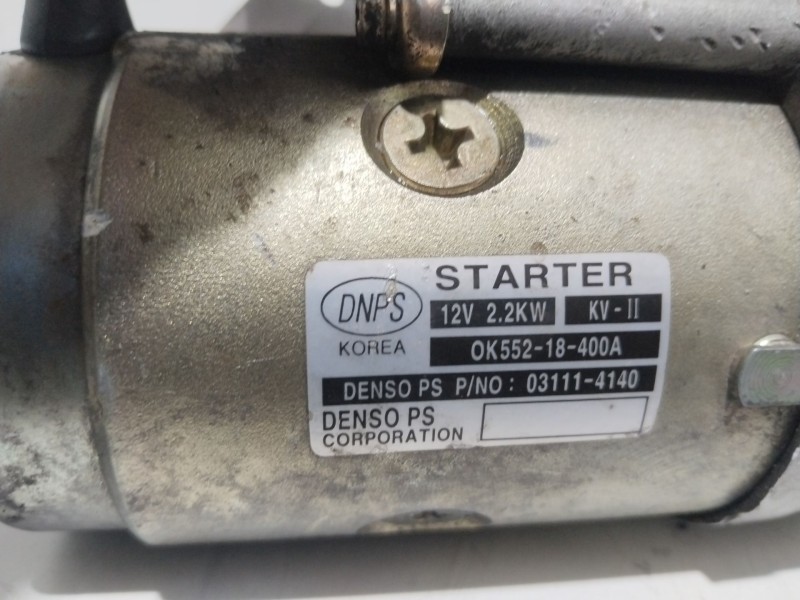 STARTER
DNPS
12V 2.2KW KV-II
KOREA
OK552-18-400A
DENSO PS P/NO: 03111-4140
DENSO PS
CORPORATION